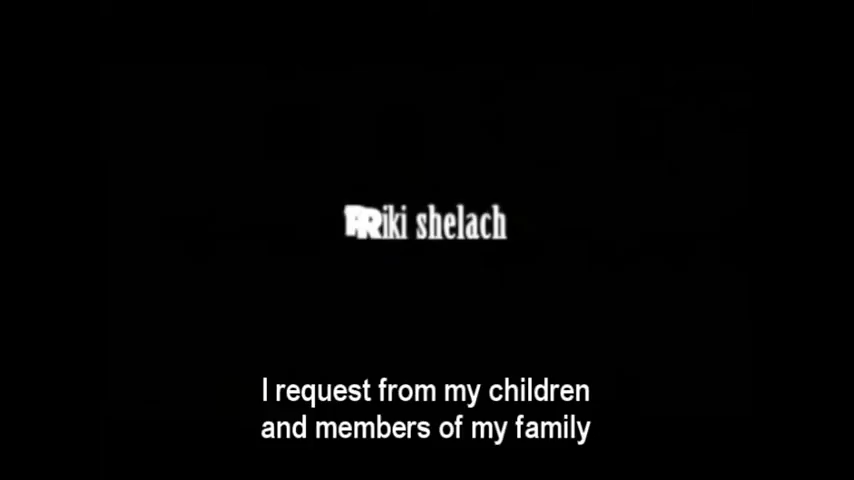 Riki shelach
I request from my children
and members of my family